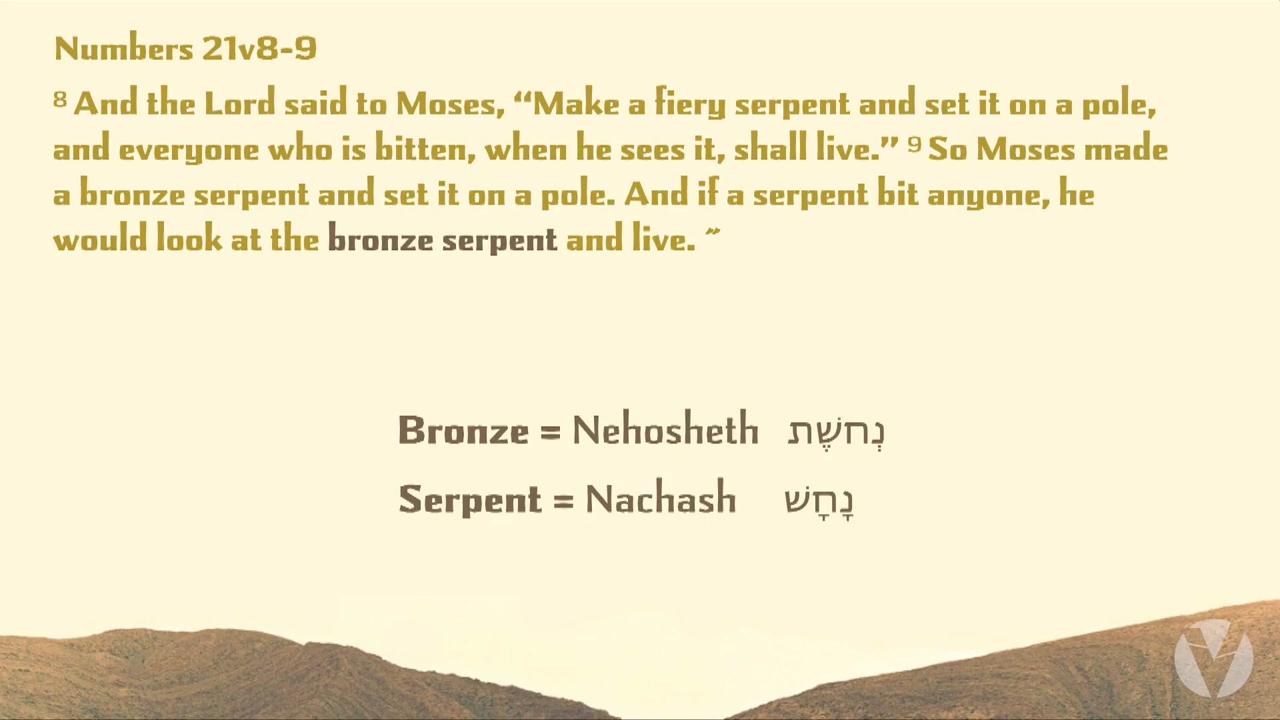 Numbers 21v8-9
⁸ And the Lord said to Moses, “Make a fiery serpent and set it on a pole,
and everyone who is bitten, when he sees it, shall live.” ⁹ So Moses made
a bronze serpent and set it on a pole. And if a serpent bit anyone, he
would look at the bronze serpent and live. ˝
Bronze = Nehosheth נְחשֶׁת
Serpent = Nachash נָחָשׁ